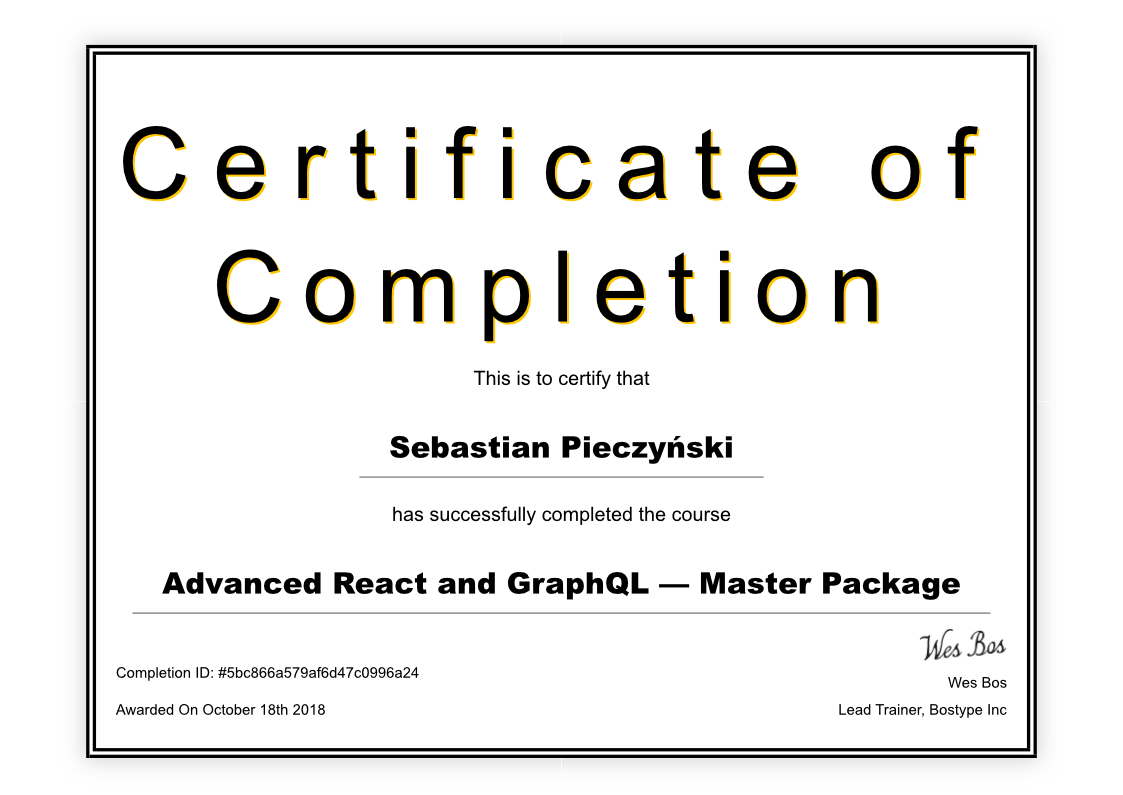 Certificate of
Completion
This is to certify that
Sebastian Pieczyński
has successfully completed the course
Advanced React and GraphQL — Master Package
Wes Bos
Completion ID: #5bc866a579af6d47c0996a24
Wes Bos
Awarded On October 18th 2018
Lead Trainer, Bostype Inc